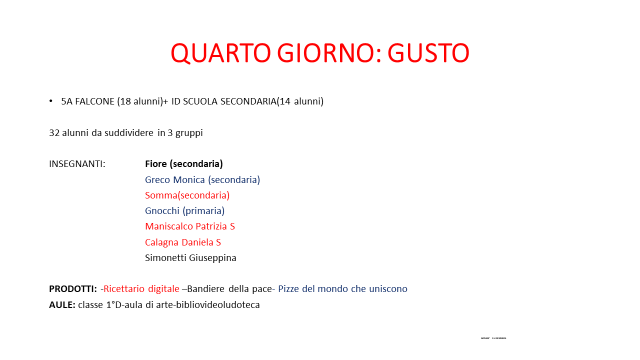 QUARTO GIORNO: GUSTO
• 5A FALCONE (18 alunni)+ ID SCUOLA SECONDARIA(14 alunni)
32 alunni da suddividere in 3 gruppi
INSEGNANTI: Fiore (secondaria)
Greco Monica (secondaria)
Somma(secondaria)
Gnocchi (primaria)
Maniscalco Patrizia S
Calagna Daniela S
Simonetti Giuseppina
PRODOTTI: -Ricettario digitale –Bandiere della pace- Pizze del mondo che uniscono
AULE: classe 1°D-aula di arte-bibliovideoludoteca